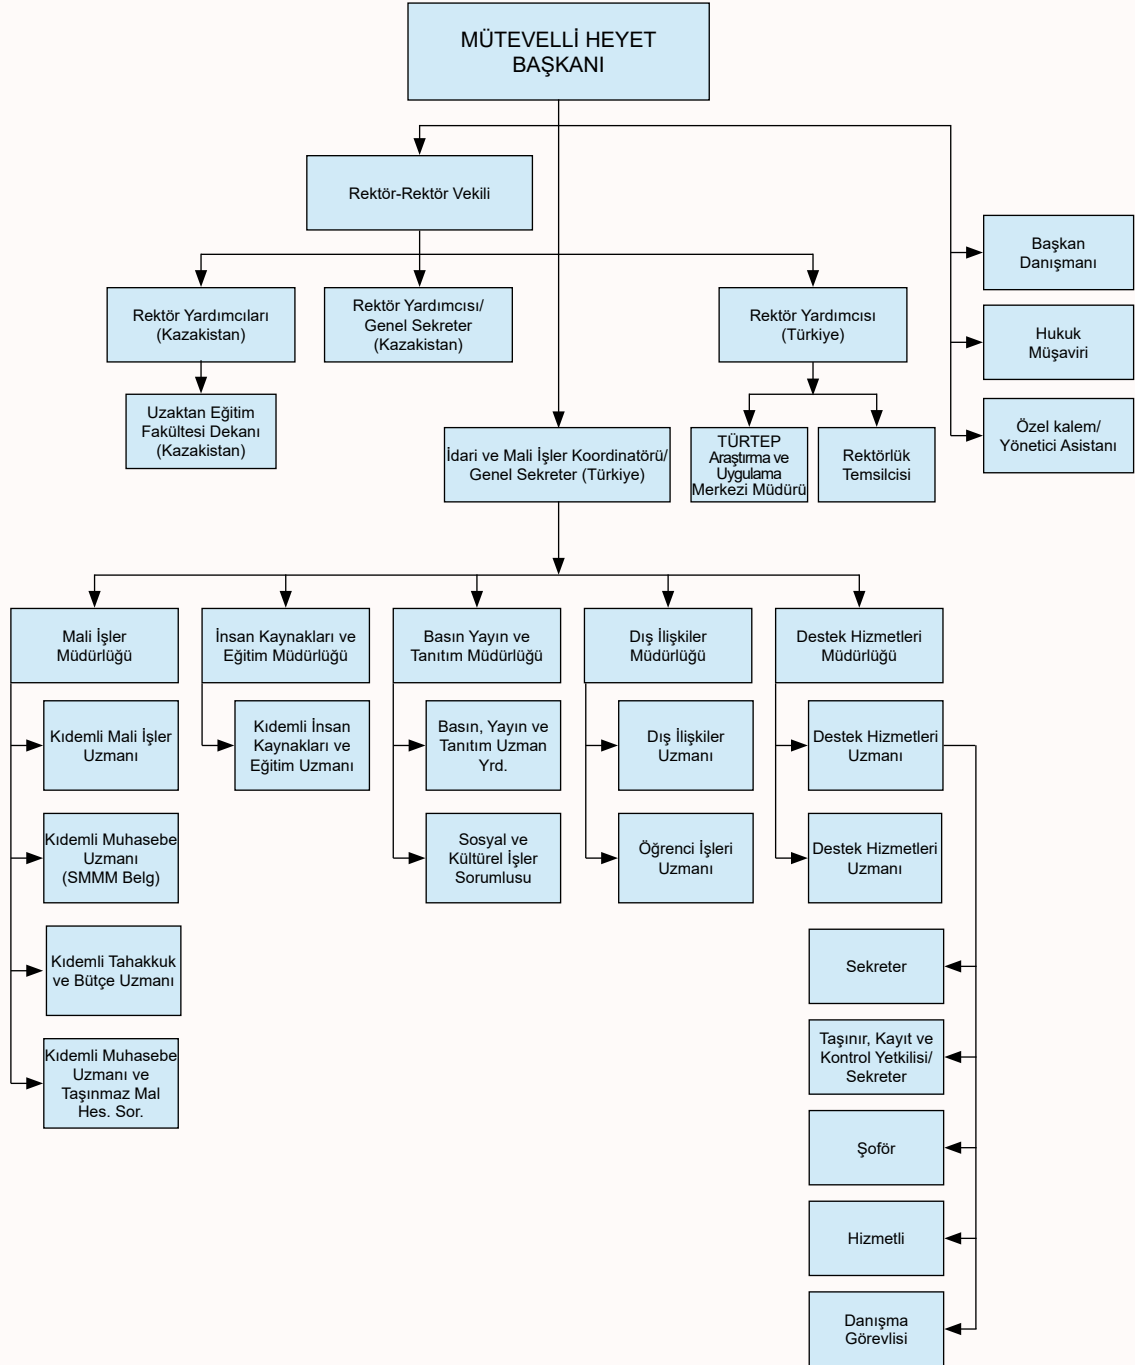 MÜTEVELLİ HEYET
BAŞKANI
Rektör-Rektör Vekili
Başkan
Danışmanı
Rektör Yardımcıları
(Kazakistan)
Rektör Yardımcısı/
Genel Sekreter
(Kazakistan)
Rektör Yardımcısı
(Türkiye)
Hukuk
Müşaviri
Uzaktan Eğitim
Fakültesi Dekanı
(Kazakistan)
İdari ve Mali İşler Koordinatörü/
Genel Sekreter (Türkiye)
TÜRTEP
Araştırma ve
Uygulama
Merkezi Müdürü
Rektörlük
Temsilcisi
Özel kalem/
Yönetici Asistanı
Mali İşler
Müdürlüğü
İnsan Kaynakları ve
Eğitim Müdürlüğü
Basın Yayın ve
Tanıtım Müdürlüğü
Dış İlişkiler
Müdürlüğü
Destek Hizmetleri
Müdürlüğü
Kıdemli Mali İşler
Uzmanı
Kıdemli İnsan
Kaynakları ve
Eğitim Uzmanı
Basın, Yayın ve
Tanıtım Uzman
Yrd.
Dış İlişkiler
Uzmanı
Destek Hizmetleri
Uzmanı
Kıdemli Muhasebe
Uzmanı
(SMMM Belg)
Sosyal ve
Kültürel İşler
Sorumlusu
Öğrenci İşleri
Uzmanı
Destek Hizmetleri
Uzmanı
Kıdemli Tahakkuk
ve Bütçe Uzmanı
Sekreter
Kıdemli Muhasebe
Uzmanı ve
Taşınmaz Mal
Hes. Sor.
Taşınır, Kayıt ve
Kontrol Yetkilisi/
Sekreter
Şoför
Hizmetli
Danışma
Görevlisi